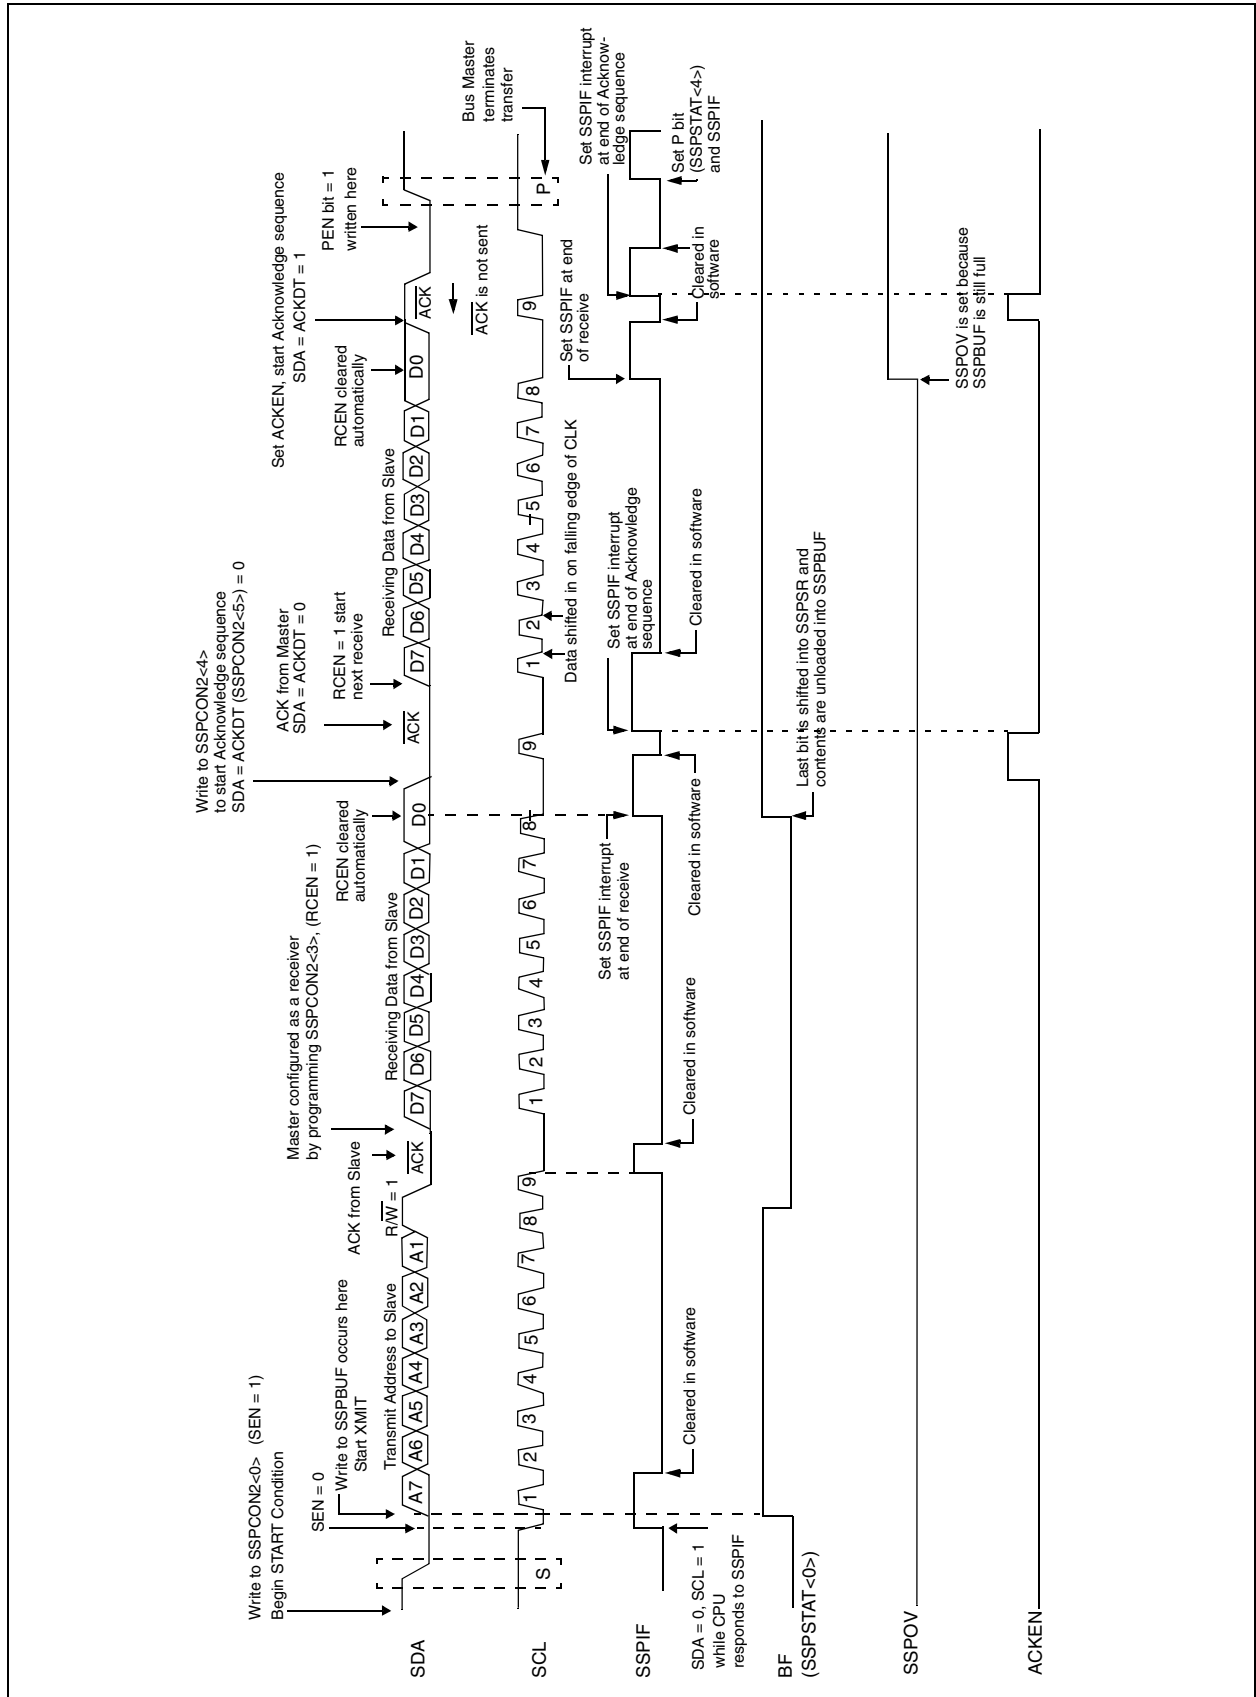 Write to SSPCON2<0> (SEN = 1)
Begin START Condition
SEN = 0
Write to SSPBUF occurs here
Start XMIT
Transmit Address to Slave
ACK from Slave
R/W = 1
Master configured as a receiver
by programming SSPCON2<3>, (RCEN = 1)
Receiving Data from Slave
RCEN cleared
automatically
Write to SSPCON2<4>
to start Acknowledge sequence
SDA = ACKDT (SSPCON2<5>) = 0
ACK from Master
SDA = ACKDT = 0
RCEN = 1 start
next receive
Receiving Data from Slave
RCEN cleared
automatically
Set ACKEN, start Acknowledge sequence
SDA = ACKDT = 1
PEN bit = 1
written here
SDA
A7 A6 A5 A4 A3 A2 A1
ACK
D7 D6 D5 D4 D3 D2 D1 D0
ACK
D7 D6 D5 D4 D3 D2 D1 D0
ACK
ACK is not sent
Bus Master
terminates
transfer
SCL
S
1 2 3 4 5 6 7 8 9
1 2 3 4 5 6 7 8 9
1 2 3 4 5 6 7 8 9
P
Data shifted in on falling edge of CLK
Set SSPIF interrupt
at end of receive
Set SSPIF interrupt
at end of Acknowledge
sequence
Set SSPIF at end
of receive
Set SSPIF interrupt
at end of Acknow-
ledge sequence
SSPIF
SDA = 0, SCL = 1
while CPU
responds to SSPIF
Cleared in software
Cleared in software
Cleared in software
Cleared in software
Cleared in
software
Set P bit
(SSPSTAT<4>)
and SSPIF
BF
(SSPSTAT<0>)
Last bit is shifted into SSPSR and
contents are unloaded into SSPBUF
SSPOV
SSPOV is set because
SSPBUF is still full
ACKEN